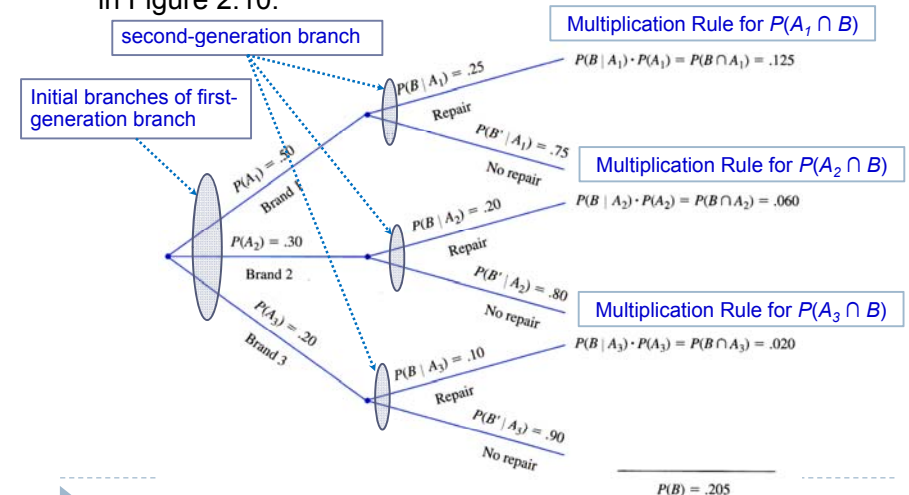 in Figure 2.10.
second-generation branch
Multiplication Rule for P(A₁ ∩ B)
P(B | A₁) = .25
P(B | A₁) · P(A₁) = P(B ∩ A₁) = .125
Initial branches of first-
generation branch
Repair
P(B' | A₁) = .75
No repair
P(A₁) = .50
Brand 1
Multiplication Rule for P(A₂ ∩ B)
P(B | A₂) = .20
P(B | A₂) · P(A₂) = P(B ∩ A₂) = .060
P(A₂) = .30
Repair
Brand 2
P(B' | A₂) = .80
No repair
Multiplication Rule for P(A₃ ∩ B)
P(A₃) = .20
Brand 3
P(B | A₃) = .10
P(B | A₃) · P(A₃) = P(B ∩ A₃) = .020
Repair
P(B' | A₃) = .90
No repair
P(B) = .205